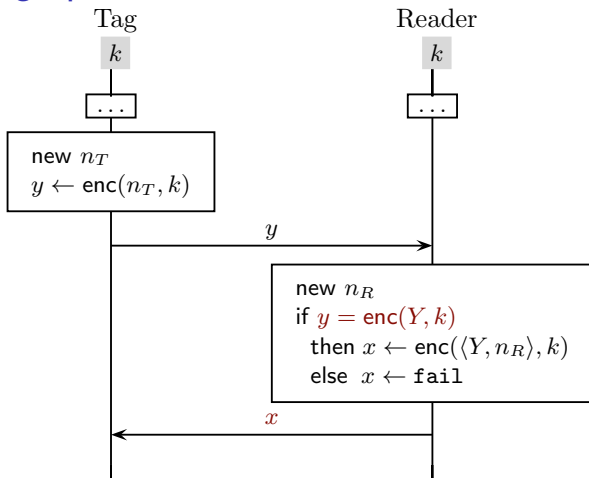 Tag Reader
k k
... ...
new n_T
y ← enc(n_T, k)
y
new n_R
if y = enc(Y, k)
then x ← enc(⟨Y, n_R⟩, k)
else x ← fail
x